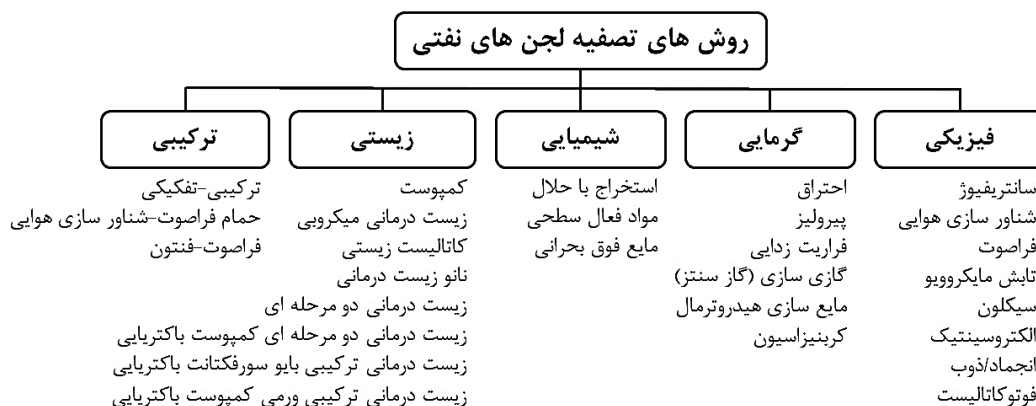 روش های تصفیه لجن های نفتی
فیزیکی
سانتریفیوژ
شناور سازی هوایی
فراصوت
تابش مایکروویو
سیکلون
الکتروسینتیک
انجماد/ذوب
فوتوکاتالیست
گرمایی
احتراق
پیرولیز
فراریت زدایی
گازی سازی (گاز سنتز)
مایع سازی هیدروترمال
کربنیزاسیون
شیمیایی
استخراج با حلال
مواد فعال سطحی
مایع فوق بحرانی
زیستی
کمپوست
زیست درمانی میکروبی
کاتالیست زیستی
نانو زیست درمانی
زیست درمانی دو مرحله ای
زیست درمانی دو مرحله ای کمپوست باکتریایی
زیست درمانی ترکیبی بایو سورفکتانت باکتریایی
زیست درمانی ترکیبی ورمی کمپوست باکتریایی
ترکیبی
ترکیبی-تفکیکی
حمام فراصوت-شناور سازی هوایی
فراصوت-فنتون